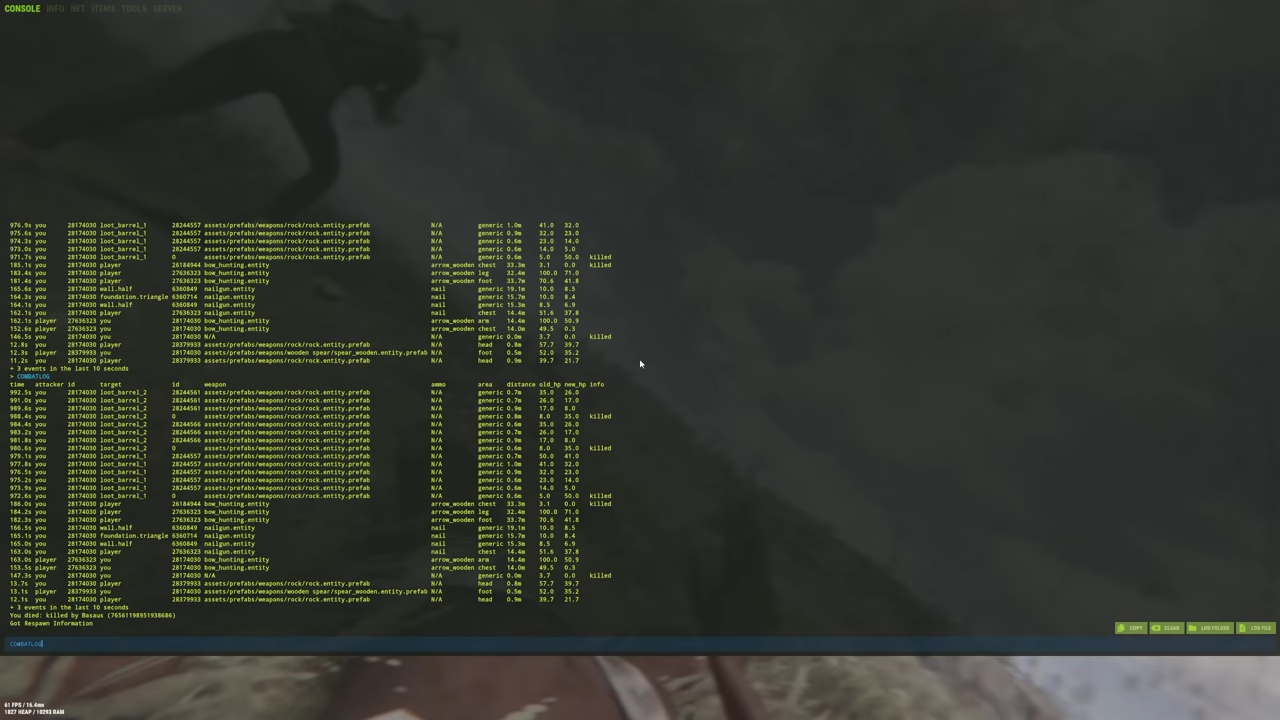 CONSOLE INFO NET ITEMS TOOLS SERVER
976.9s you 28174030 loot_barrel_1 28244557 assets/prefabs/weapons/rock/rock.entity.prefab N/A generic 1.0m 41.0 32.0
975.6s you 28174030 loot_barrel_1 28244557 assets/prefabs/weapons/rock/rock.entity.prefab N/A generic 0.9m 32.0 23.0
974.3s you 28174030 loot_barrel_1 28244557 assets/prefabs/weapons/rock/rock.entity.prefab N/A generic 0.6m 23.0 14.0
973.0s you 28174030 loot_barrel_1 28244557 assets/prefabs/weapons/rock/rock.entity.prefab N/A generic 0.6m 14.0 5.0
971.7s you 28174030 loot_barrel_1 0 assets/prefabs/weapons/rock/rock.entity.prefab N/A generic 0.6m 5.0 50.0 killed
185.1s you 28174030 player 26184944 bow_hunting.entity arrow_wooden chest 33.3m 3.1 0.0 killed
183.4s you 28174030 player 27636323 bow_hunting.entity arrow_wooden leg 32.4m 100.0 71.0
181.4s you 28174030 player 27636323 bow_hunting.entity arrow_wooden foot 33.7m 70.6 41.8
165.6s you 28174030 wall.half 6360849 nailgun.entity nail generic 19.1m 10.0 8.5
164.3s you 28174030 foundation.triangle 6360714 nailgun.entity nail generic 15.7m 10.0 8.4
164.1s you 28174030 wall.half 6360849 nailgun.entity nail generic 15.3m 8.5 6.9
162.1s you 28174030 player 27636323 nailgun.entity nail chest 14.4m 51.6 37.8
162.1s player 27636323 you 28174030 bow_hunting.entity arrow_wooden arm 14.4m 100.0 50.9
152.6s player 27636323 you 28174030 bow_hunting.entity arrow_wooden chest 14.0m 49.5 0.3
146.5s you 28174030 you 28174030 N/A N/A generic 0.0m 3.7 0.0 killed
12.8s you 28174030 player 28379933 assets/prefabs/weapons/rock/rock.entity.prefab N/A head 0.8m 57.7 39.7
12.3s player 28379933 you 28174030 assets/prefabs/weapons/wooden spear/spear_wooden.entity.prefab N/A foot 0.5m 52.0 35.2
11.2s you 28174030 player 28379933 assets/prefabs/weapons/rock/rock.entity.prefab N/A head 0.9m 39.7 21.7
+ 3 events in the last 10 seconds
> COMBATLOG
time attacker id target id weapon ammo area distance old_hp new_hp info
992.5s you 28174030 loot_barrel_2 28244561 assets/prefabs/weapons/rock/rock.entity.prefab N/A generic 0.7m 35.0 26.0
991.0s you 28174030 loot_barrel_2 28244561 assets/prefabs/weapons/rock/rock.entity.prefab N/A generic 0.7m 26.0 17.0
989.6s you 28174030 loot_barrel_2 28244561 assets/prefabs/weapons/rock/rock.entity.prefab N/A generic 0.9m 17.0 8.0
988.4s you 28174030 loot_barrel_2 0 assets/prefabs/weapons/rock/rock.entity.prefab N/A generic 0.8m 8.0 35.0 killed
984.4s you 28174030 loot_barrel_2 28244566 assets/prefabs/weapons/rock/rock.entity.prefab N/A generic 0.6m 35.0 26.0
983.2s you 28174030 loot_barrel_2 28244566 assets/prefabs/weapons/rock/rock.entity.prefab N/A generic 0.7m 26.0 17.0
981.8s you 28174030 loot_barrel_2 28244566 assets/prefabs/weapons/rock/rock.entity.prefab N/A generic 0.9m 17.0 8.0
980.6s you 28174030 loot_barrel_2 0 assets/prefabs/weapons/rock/rock.entity.prefab N/A generic 0.6m 8.0 35.0 killed
979.1s you 28174030 loot_barrel_1 28244557 assets/prefabs/weapons/rock/rock.entity.prefab N/A generic 0.7m 50.0 41.0
977.8s you 28174030 loot_barrel_1 28244557 assets/prefabs/weapons/rock/rock.entity.prefab N/A generic 1.0m 41.0 32.0
976.5s you 28174030 loot_barrel_1 28244557 assets/prefabs/weapons/rock/rock.entity.prefab N/A generic 0.9m 32.0 23.0
975.2s you 28174030 loot_barrel_1 28244557 assets/prefabs/weapons/rock/rock.entity.prefab N/A generic 0.6m 23.0 14.0
973.9s you 28174030 loot_barrel_1 28244557 assets/prefabs/weapons/rock/rock.entity.prefab N/A generic 0.6m 14.0 5.0
972.6s you 28174030 loot_barrel_1 0 assets/prefabs/weapons/rock/rock.entity.prefab N/A generic 0.6m 5.0 50.0 killed
186.0s you 28174030 player 26184944 bow_hunting.entity arrow_wooden chest 33.3m 3.1 0.0 killed
184.2s you 28174030 player 27636323 bow_hunting.entity arrow_wooden leg 32.4m 100.0 71.0
182.3s you 28174030 player 27636323 bow_hunting.entity arrow_wooden foot 33.7m 70.6 41.8
166.5s you 28174030 wall.half 6360849 nailgun.entity nail generic 19.1m 10.0 8.5
165.1s you 28174030 foundation.triangle 6360714 nailgun.entity nail generic 15.7m 10.0 8.4
165.0s you 28174030 wall.half 6360849 nailgun.entity nail generic 15.3m 8.5 6.9
163.0s you 28174030 player 27636323 nailgun.entity nail chest 14.4m 51.6 37.8
163.0s player 27636323 you 28174030 bow_hunting.entity arrow_wooden arm 14.4m 100.0 50.9
153.5s player 27636323 you 28174030 bow_hunting.entity arrow_wooden chest 14.0m 49.5 0.3
147.3s you 28174030 you 28174030 N/A N/A generic 0.0m 3.7 0.0 killed
13.7s you 28174030 player 28379933 assets/prefabs/weapons/rock/rock.entity.prefab N/A head 0.8m 57.7 39.7
13.1s player 28379933 you 28174030 assets/prefabs/weapons/wooden spear/spear_wooden.entity.prefab N/A foot 0.5m 52.0 35.2
12.1s you 28174030 player 28379933 assets/prefabs/weapons/rock/rock.entity.prefab N/A head 0.9m 39.7 21.7
+ 3 events in the last 10 seconds
You died: killed by Basaus (76561198951938686)
Got Respawn Information
COPY CLEAR LOG FOLDER LOG FILE
COMBATLOG
61 FPS / 16.4ms
1827 HEAP / 10293 RAM